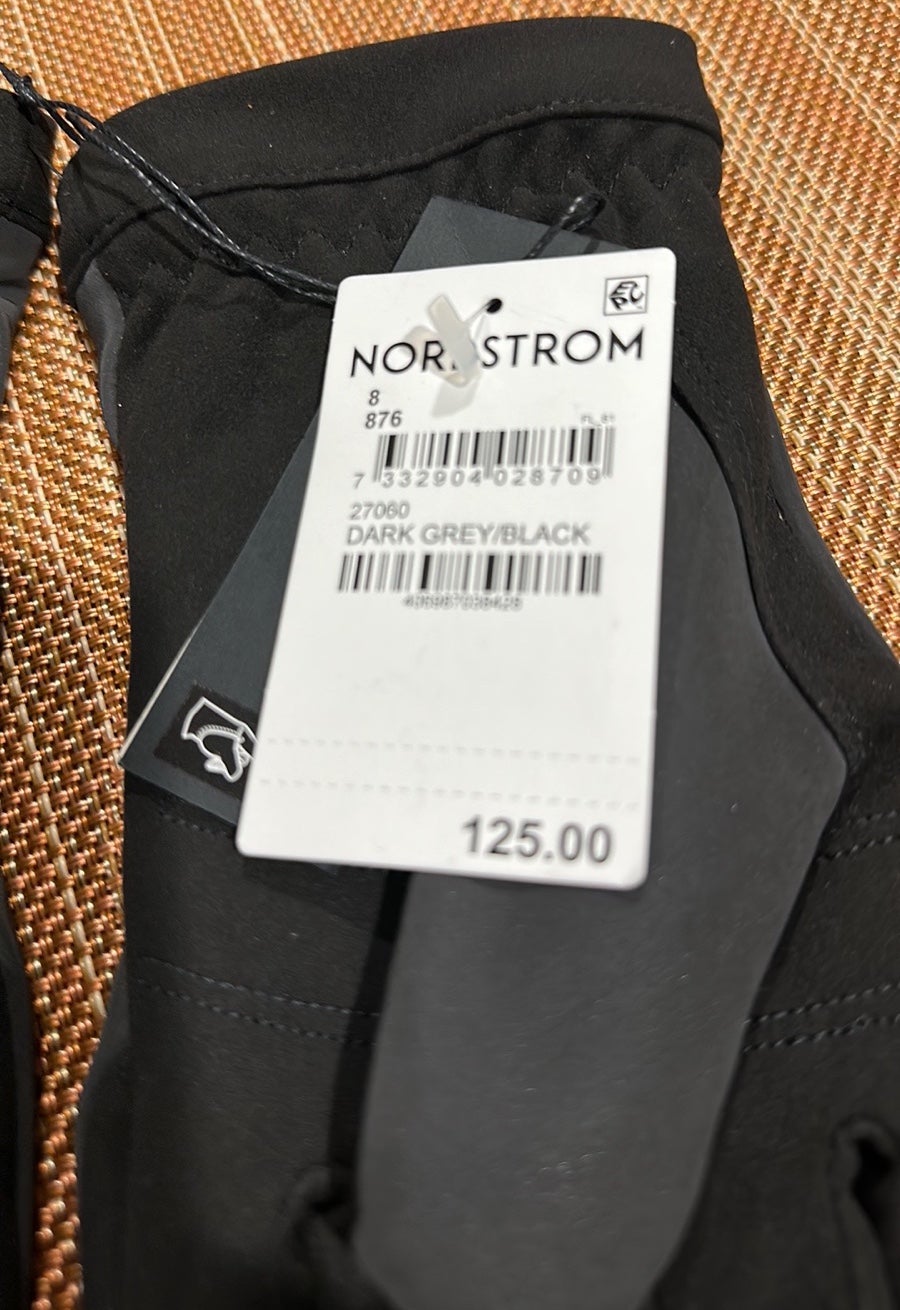 NORDSTROM
8
876
7 332904 028709
27060
DARK GREY/BLACK
125.00